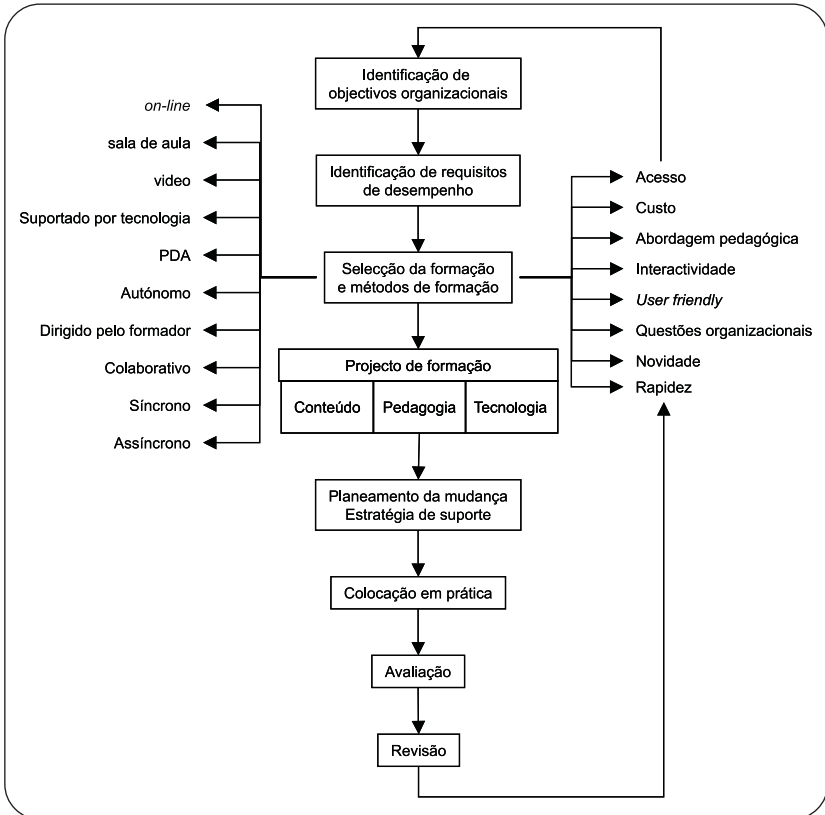 Identificação de
objectivos organizacionais
Identificação de requisitos
de desempenho
Selecção da formação
e métodos de formação
on-line
sala de aula
video
Suportado por tecnologia
PDA
Autónomo
Dirigido pelo formador
Colaborativo
Síncrono
Assíncrono
Acesso
Custo
Abordagem pedagógica
Interactividade
User friendly
Questões organizacionais
Novidade
Rapidez
Projecto de formação
Conteúdo
Pedagogia
Tecnologia
Planeamento da mudança
Estratégia de suporte
Colocação em prática
Avaliação
Revisão